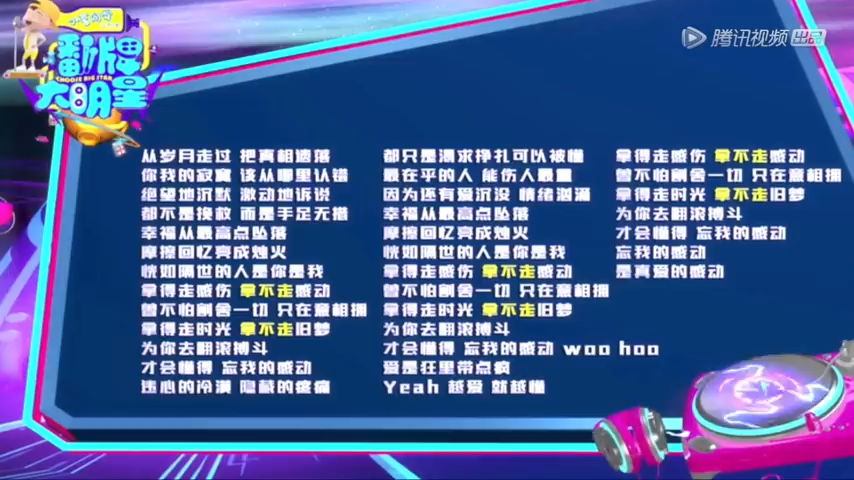 翻牌
CHOOSE BIG STAR
大明星
腾讯视频 出品
从岁月走过 把真相遗落
你我的寂寞 该从哪里认错
绝望地沉默 激动地诉说
都不是挽救 而是手足无措
幸福从最高点坠落
摩擦回忆亮成烛火
恍如隔世的人是你是我
拿得走感伤 拿不走感动
曾不怕割舍一切 只在意相拥
拿得走时光 拿不走旧梦
为你去翻滚搏斗
才会懂得 忘我的感动
违心的冷漠 隐藏的疼痛
都只是渴求挣扎可以被懂
最在乎的人 能伤人最重
因为还有爱沉没 情绪汹涌
幸福从最高点坠落
摩擦回忆亮成烛火
恍如隔世的人是你是我
拿得走感伤 拿不走感动
曾不怕割舍一切 只在意相拥
拿得走时光 拿不走旧梦
为你去翻滚搏斗
才会懂得 忘我的感动 woo hoo
爱是狂里带点疯
Yeah 越爱 就越懂
拿得走感伤 拿不走感动
曾不怕割舍一切 只在意相拥
拿得走时光 拿不走旧梦
为你去翻滚搏斗
才会懂得 忘我的感动
忘我的感动
是真爱的感动